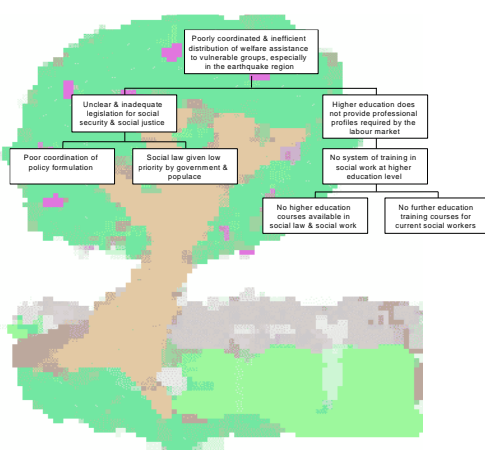 Poorly coordinated & inefficient
distribution of welfare assistance
to vulnerable groups, especially
in the earthquake region
Unclear & inadequate
legislation for social
security & social justice
Higher education does
not provide professional
profiles required by the
labour market
Poor coordination of
policy formulation
Social law given low
priority by government &
populace
No system of training in
social work at higher
education level
No higher education
courses available in
social law & social work
No further education
training courses for
current social workers